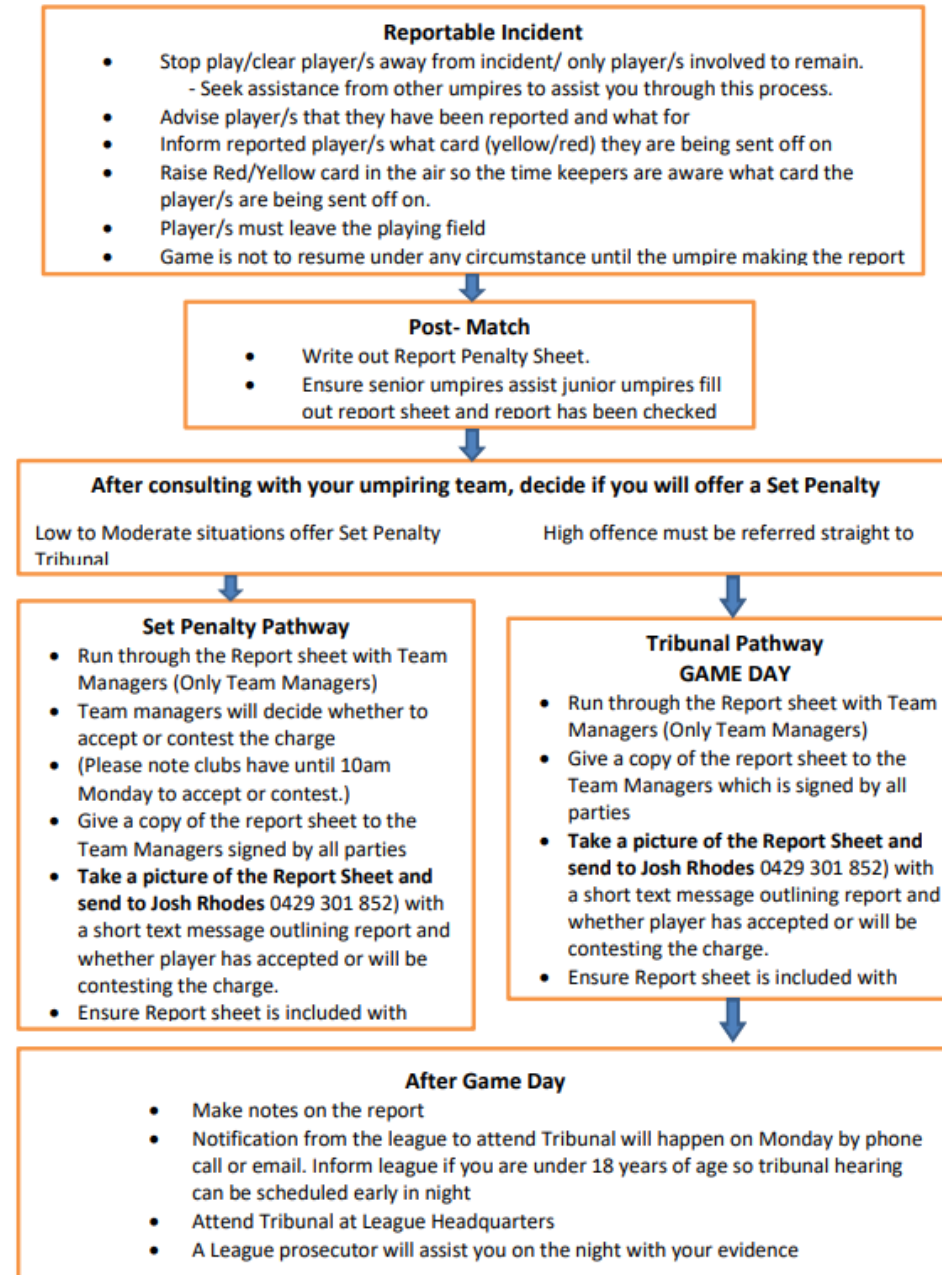 Reportable Incident
• Stop play/clear player/s away from incident/ only player/s involved to remain.
- Seek assistance from other umpires to assist you through this process.
• Advise player/s that they have been reported and what for
• Inform reported player/s what card (yellow/red) they are being sent off on
• Raise Red/Yellow card in the air so the time keepers are aware what card the
player/s are being sent off on.
• Player/s must leave the playing field
• Game is not to resume under any circumstance until the umpire making the report
Post- Match
• Write out Report Penalty Sheet.
• Ensure senior umpires assist junior umpires fill
out report sheet and report has been checked
After consulting with your umpiring team, decide if you will offer a Set Penalty
Low to Moderate situations offer Set Penalty High offence must be referred straight to
Tribunal
Set Penalty Pathway
• Run through the Report sheet with Team
Managers (Only Team Managers)
• Team managers will decide whether to
accept or contest the charge
• (Please note clubs have until 10am
Monday to accept or contest.)
• Give a copy of the report sheet to the
Team Managers signed by all parties
• Take a picture of the Report Sheet and
send to Josh Rhodes 0429 301 852) with
a short text message outlining report and
whether player has accepted or will be
contesting the charge.
• Ensure Report sheet is included with
Tribunal Pathway
GAME DAY
• Run through the Report sheet with Team
Managers (Only Team Managers)
• Give a copy of the report sheet to the
Team Managers which is signed by all
parties
• Take a picture of the Report Sheet and
send to Josh Rhodes 0429 301 852) with
a short text message outlining report and
whether player has accepted or will be
contesting the charge.
• Ensure Report sheet is included with
After Game Day
• Make notes on the report
• Notification from the league to attend Tribunal will happen on Monday by phone
call or email. Inform league if you are under 18 years of age so tribunal hearing
can be scheduled early in night
• Attend Tribunal at League Headquarters
• A League prosecutor will assist you on the night with your evidence